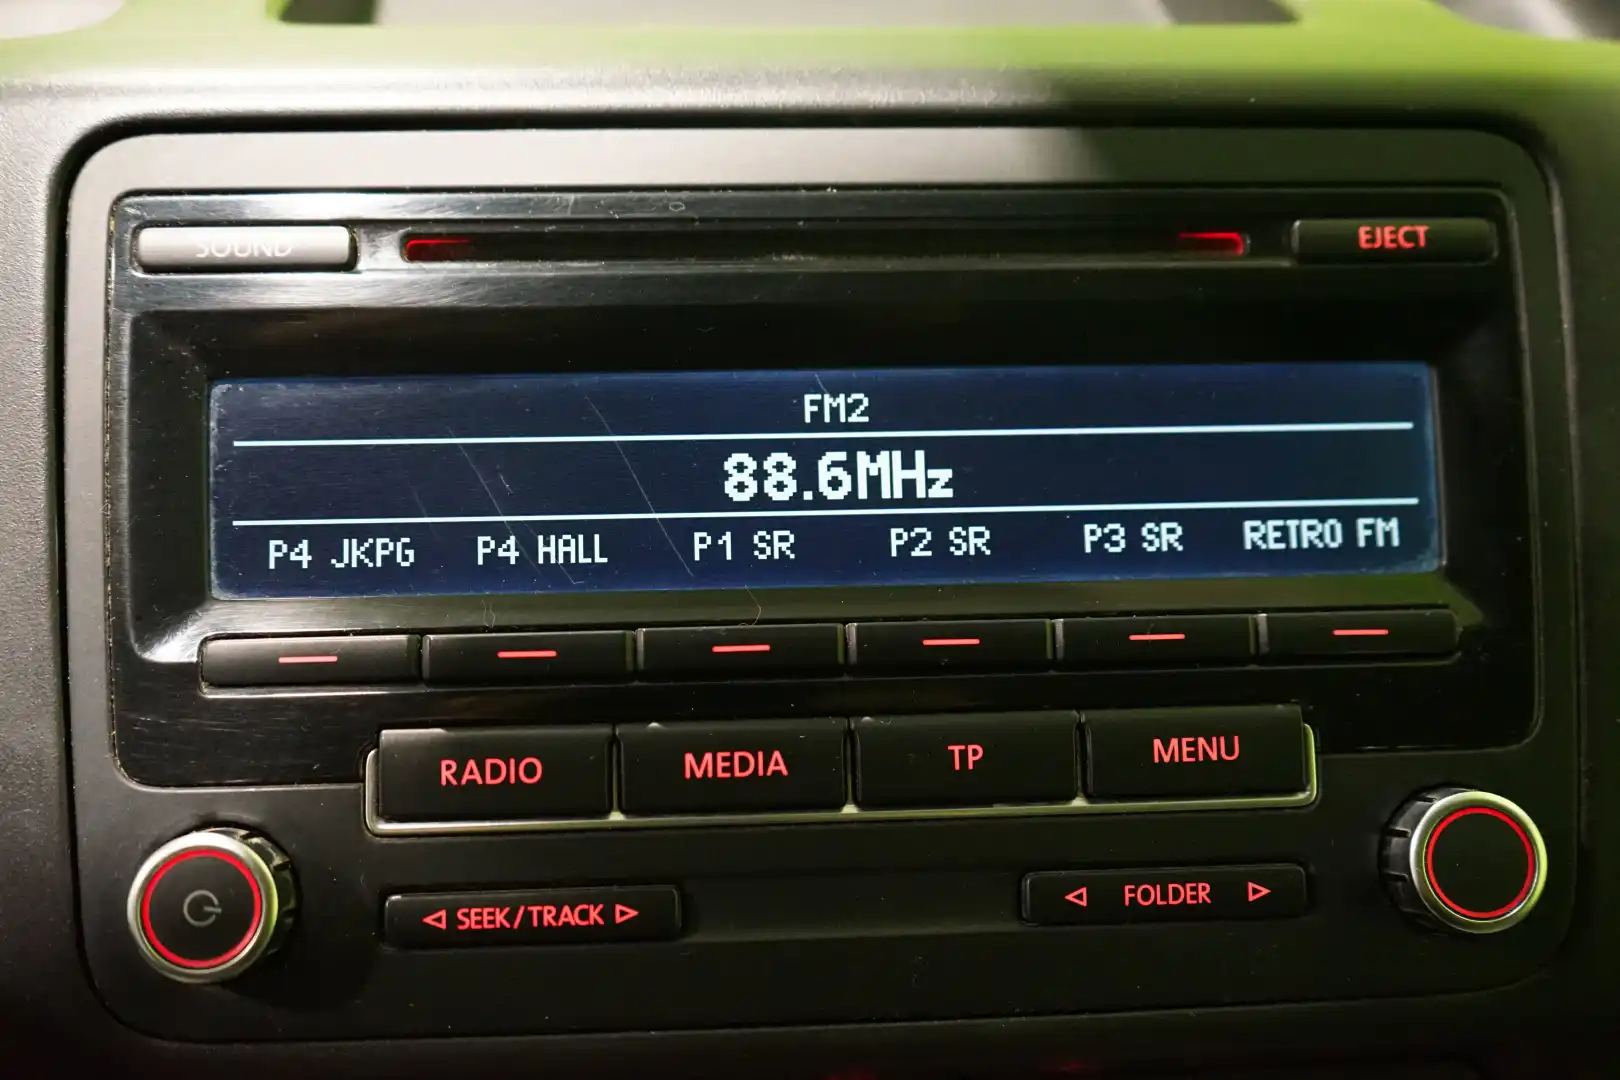 SOUND
EJECT
FM2
88.6MHz
P4 JKPG P4 HALL P1 SR P2 SR P3 SR RETRO FM
RADIO MEDIA TP MENU
SEEK/TRACK FOLDER